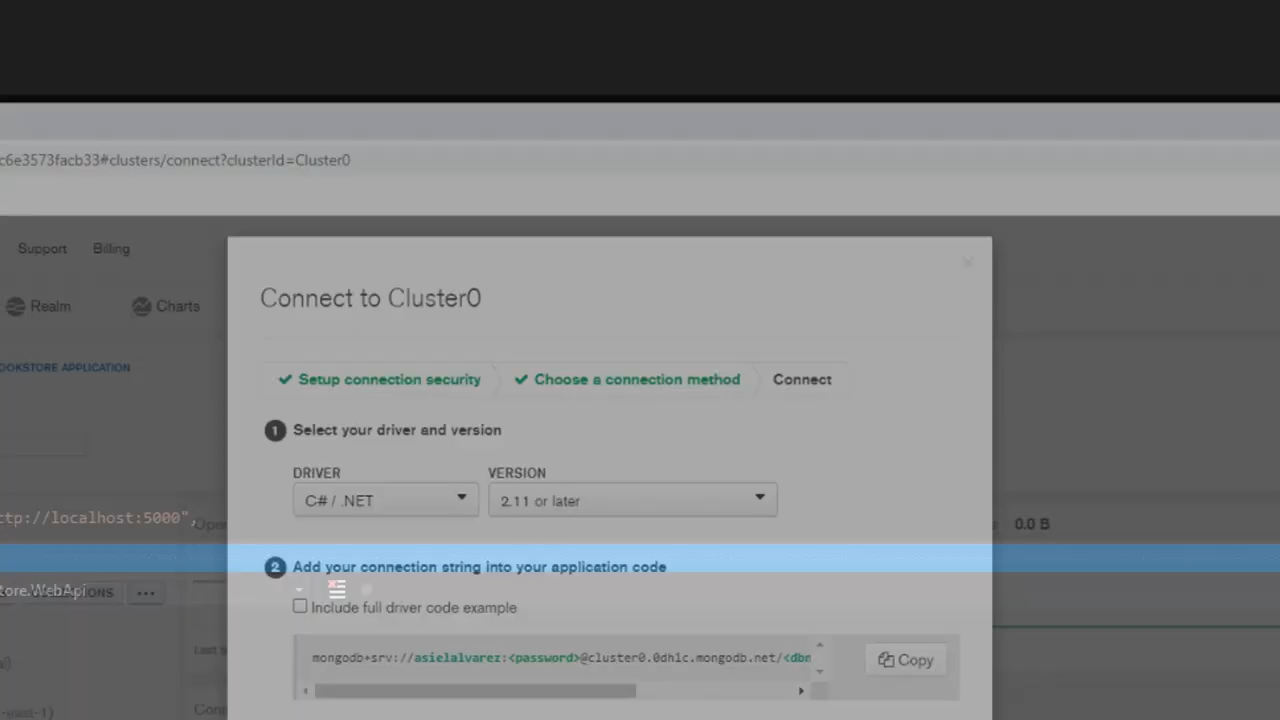 c6e3573facb33#clusters/connect?clusterId=Cluster0
Support Billing
Connect to Cluster0
Realm Charts
OOKSTORE APPLICATION
Setup connection security Choose a connection method Connect
1 Select your driver and version
DRIVER VERSION
C# / .NET 2.11 or later
ttp://localhost:5000",
0.0 B
2 Add your connection string into your application code
tore.WebApi
Include full driver code example
mongodb+srv://asielalvarez:<password>@cluster0.0dh1c.mongodb.net/<dbn
Copy
-east-1)